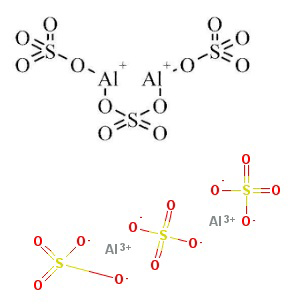 O O
O O
S S
O O O O
Al+ Al+
O O
S
O O
O
O- S O
O
Al3+ O-
O-
S
O O- O-
Al3+
S O
O-
O